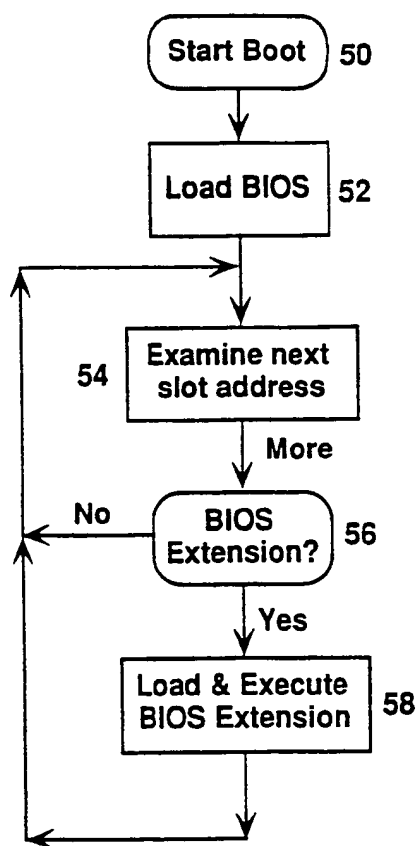 Start Boot 50
Load BIOS 52
54 Examine next
slot address
More
No
BIOS
Extension? 56
Yes
Load & Execute
BIOS Extension 58